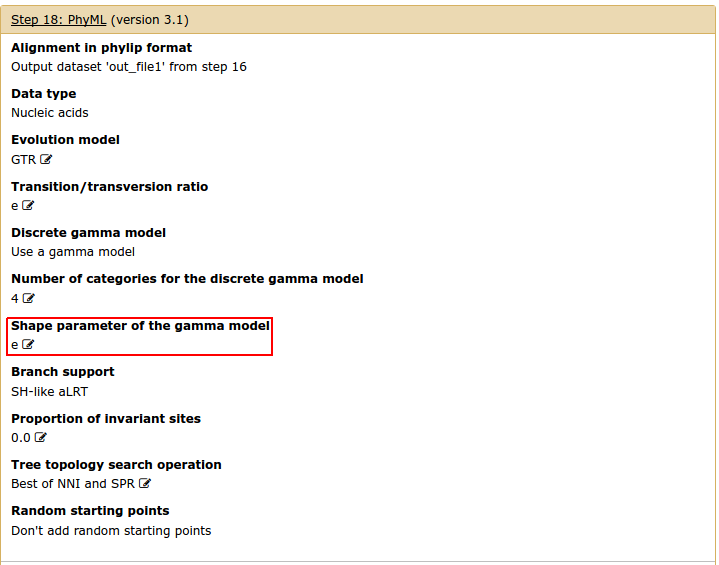 Step 18: PhyML (version 3.1)
Alignment in phylip format
Output dataset 'out_file1' from step 16
Data type
Nucleic acids
Evolution model
GTR
Transition/transversion ratio
e
Discrete gamma model
Use a gamma model
Number of categories for the discrete gamma model
4
Shape parameter of the gamma model
e
Branch support
SH-like aLRT
Proportion of invariant sites
0.0
Tree topology search operation
Best of NNI and SPR
Random starting points
Don't add random starting points